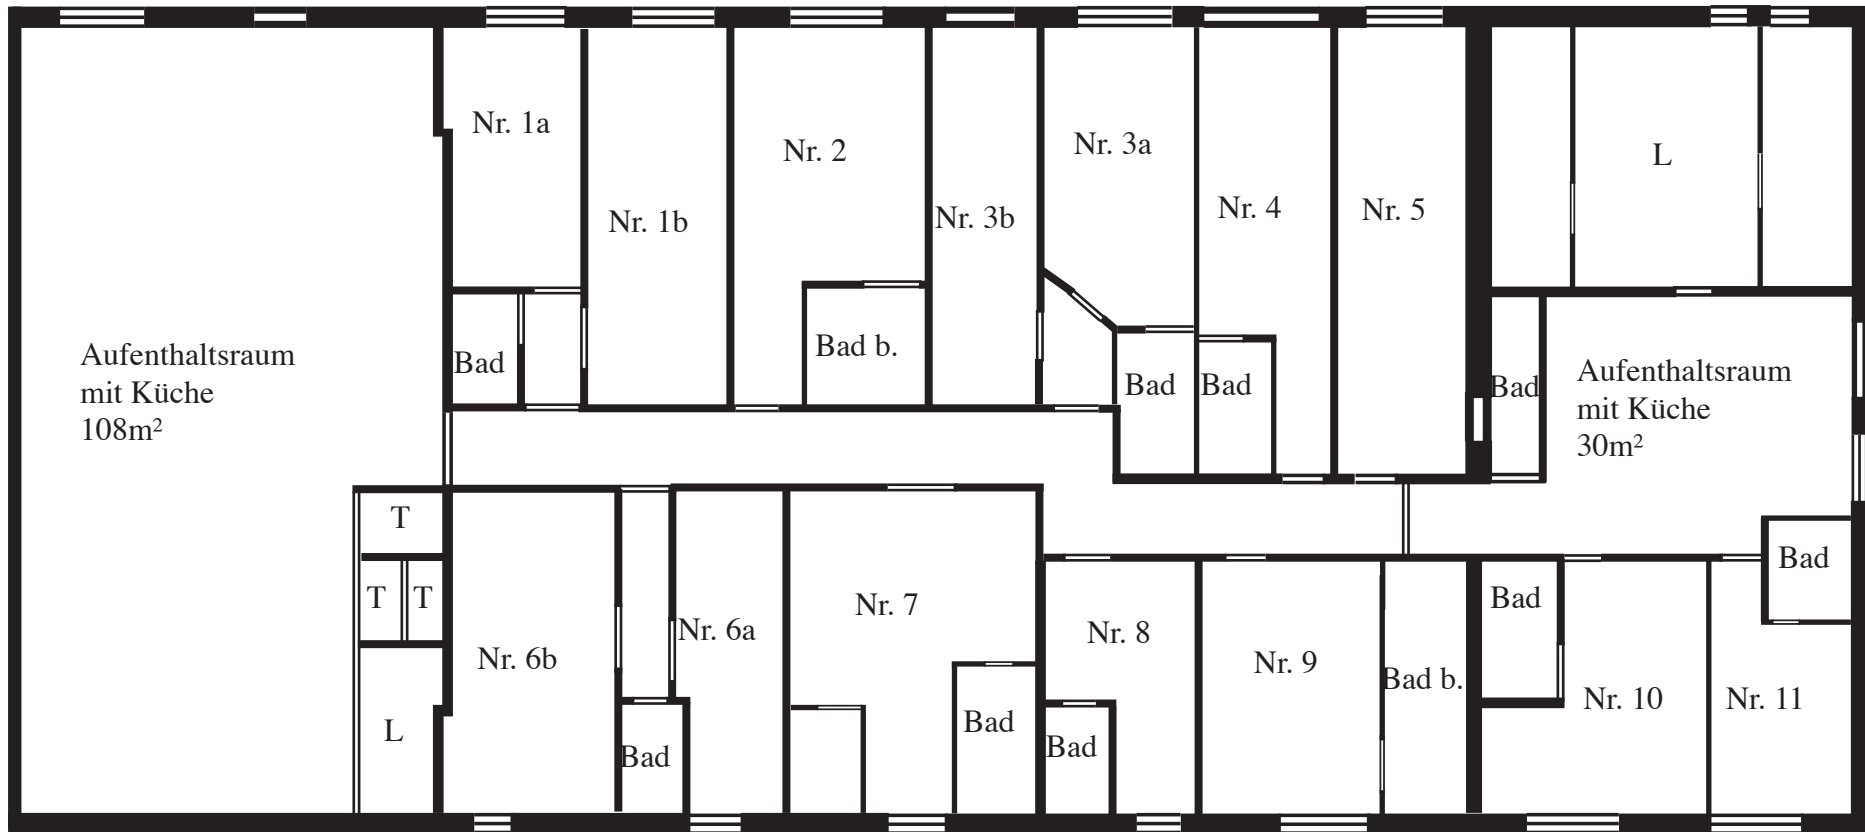 Nr. 1a
Nr. 1b
Nr. 2
Nr. 3b
Nr. 3a
Nr. 4
Nr. 5
L
Bad
Bad b.
Bad
Bad
Bad
Aufenthaltsraum
mit Küche
108m²
Aufenthaltsraum
mit Küche
30m²
T
T
T
L
Nr. 6b
Bad
Nr. 6a
Nr. 7
Bad
Nr. 8
Bad
Nr. 9
Bad b.
Bad
Nr. 10
Nr. 11
Bad